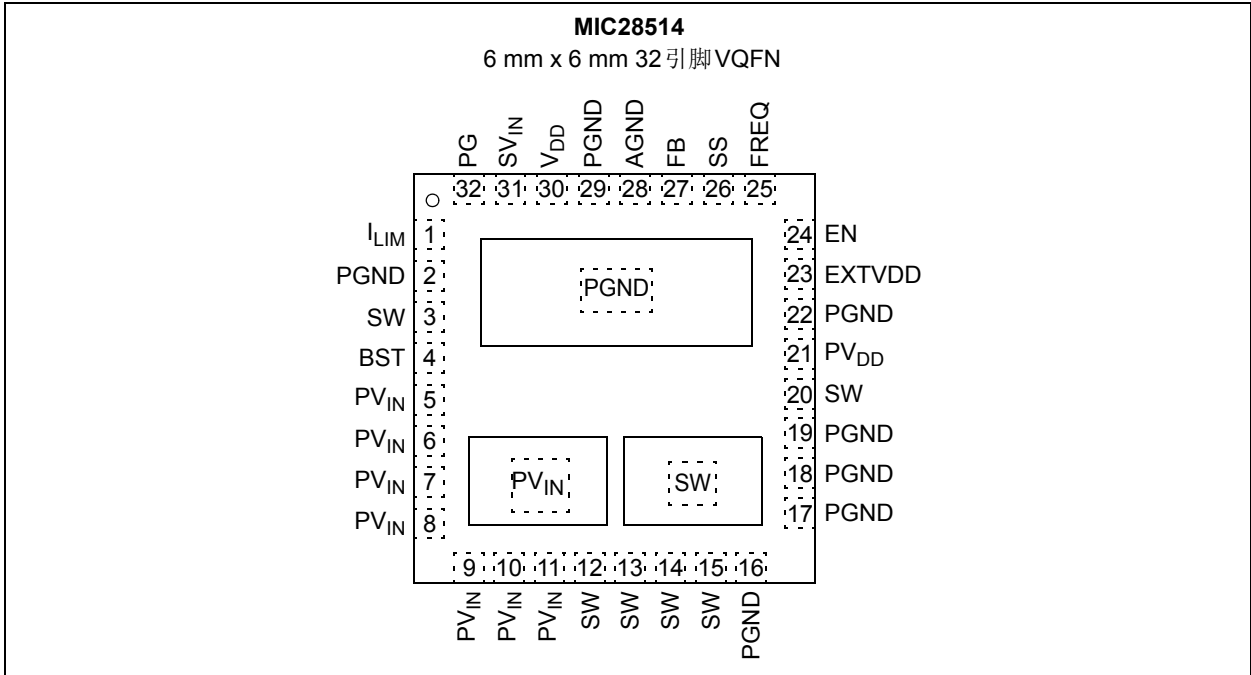 MIC28514
6 mm x 6 mm 32引脚VQFN
PG
SVIN
VDD
PGND
AGND
FB
SS
FREQ
32 31 30 29 28 27 26 25
ILIM 1
PGND 2
SW 3
BST 4
PVIN 5
PVIN 6
PVIN 7
PVIN 8
PGND
PVIN
SW
24 EN
23 EXTVDD
22 PGND
21 PVDD
20 SW
19 PGND
18 PGND
17 PGND
9 10 11 12 13 14 15 16
PVIN
PVIN
PVIN
SW
SW
SW
SW
PGND